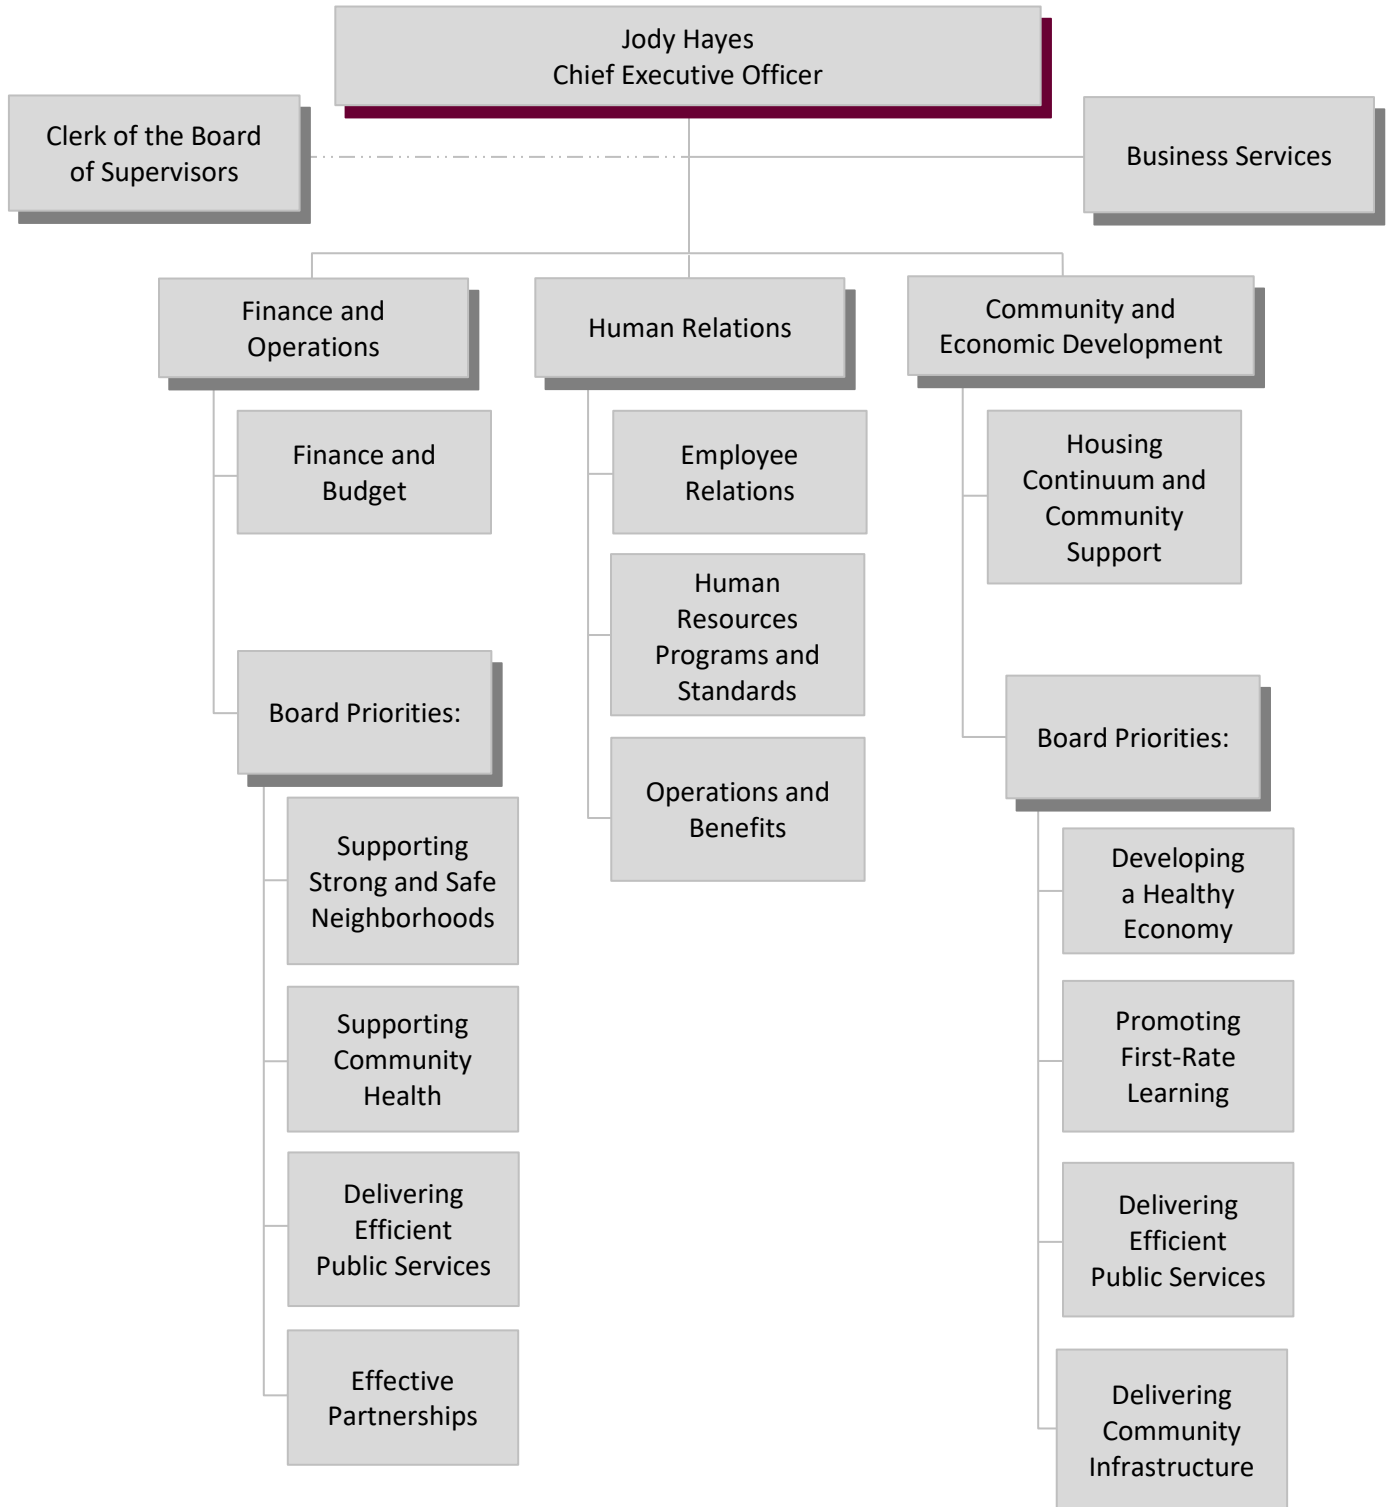 Jody Hayes
Chief Executive Officer
Clerk of the Board
of Supervisors
Business Services
Finance and
Operations
Human Relations
Community and
Economic Development
Finance and
Budget
Employee
Relations
Housing
Continuum and
Community
Support
Human
Resources
Programs and
Standards
Board Priorities:
Board Priorities:
Operations and
Benefits
Supporting
Strong and Safe
Neighborhoods
Developing
a Healthy
Economy
Supporting
Community
Health
Promoting
First-Rate
Learning
Delivering
Efficient
Public Services
Delivering
Efficient
Public Services
Effective
Partnerships
Delivering
Community
Infrastructure